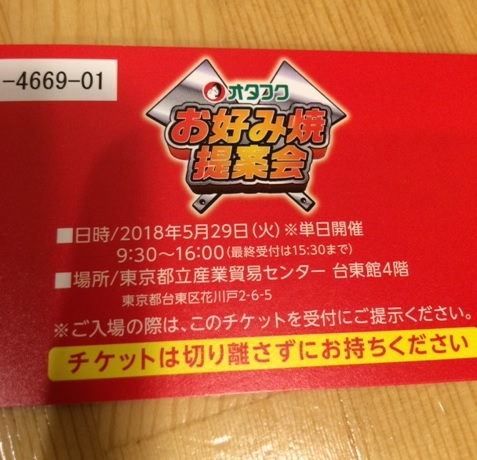 -4669-01
オタフク
お好み焼
提案会
■日時/2018年5月29日(火)※単日開催
9:30～16:00(最終受付は15:30まで)
■場所/東京都立産業貿易センター 台東館4階
東京都台東区花川戸2-6-5
※ご入場の際は、このチケットを受付にご提示ください。
チケットは切り離さずにお持ちください